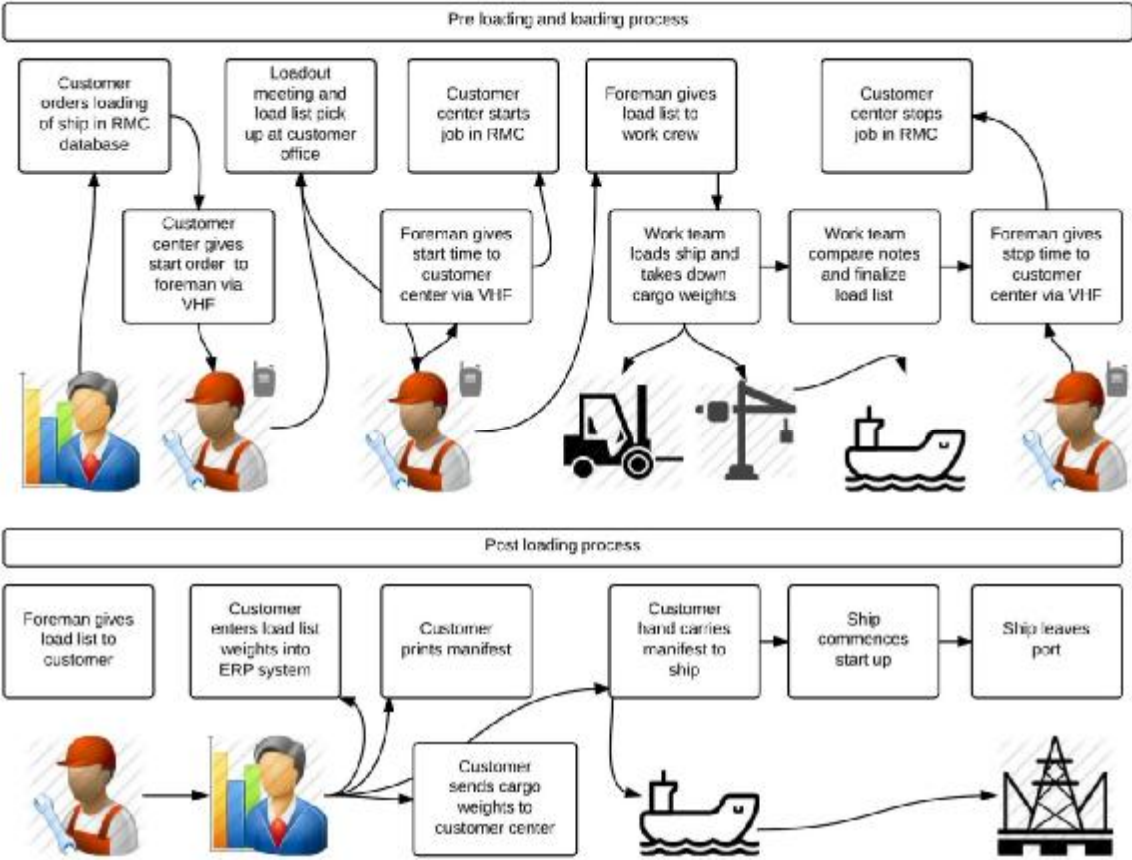 Pre loading and loading process
Customer
orders loading
of ship in RMC
database
Loadout
meeting and
load list pick
up at customer
office
Customer
center starts
job in RMC
Foreman gives
load list to
work crew
Customer
center stops
job in RMC
Customer
center gives
start order to
foreman via
VHF
Foreman gives
start time to
customer
center via VHF
Work team
loads ship and
takes down
cargo weights
Work team
compare notes
and finalize
load list
Foreman gives
stop time to
customer
center via VHF
Post loading process
Foreman gives
load list to
customer
Customer
enters load list
weights into
ERP system
Customer
prints manifest
Customer
hand carries
manifest to
ship
Ship
commences
start up
Ship leaves
port
Customer
sends cargo
weights to
customer center